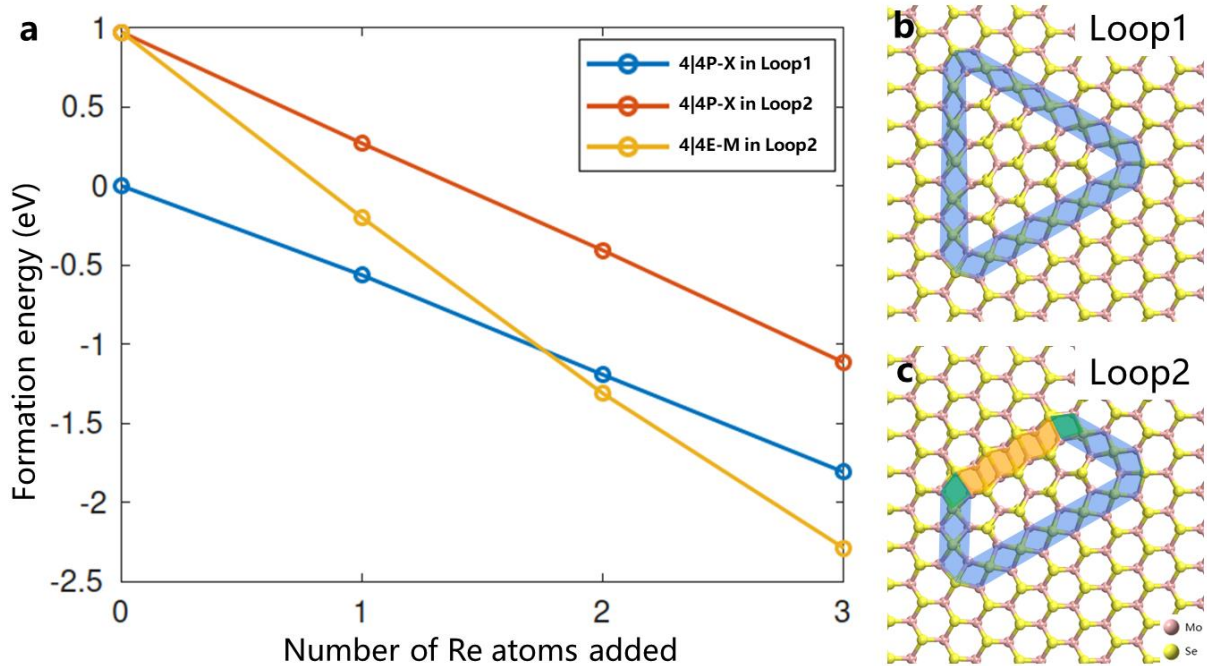 a
1
0.5
0
-0.5
-1
-1.5
-2
-2.5
0 1 2 3
Formation energy (eV)
Number of Re atoms added
4|4P-X in Loop1
4|4P-X in Loop2
4|4E-M in Loop2
b Loop1
c Loop2
Mo
Se